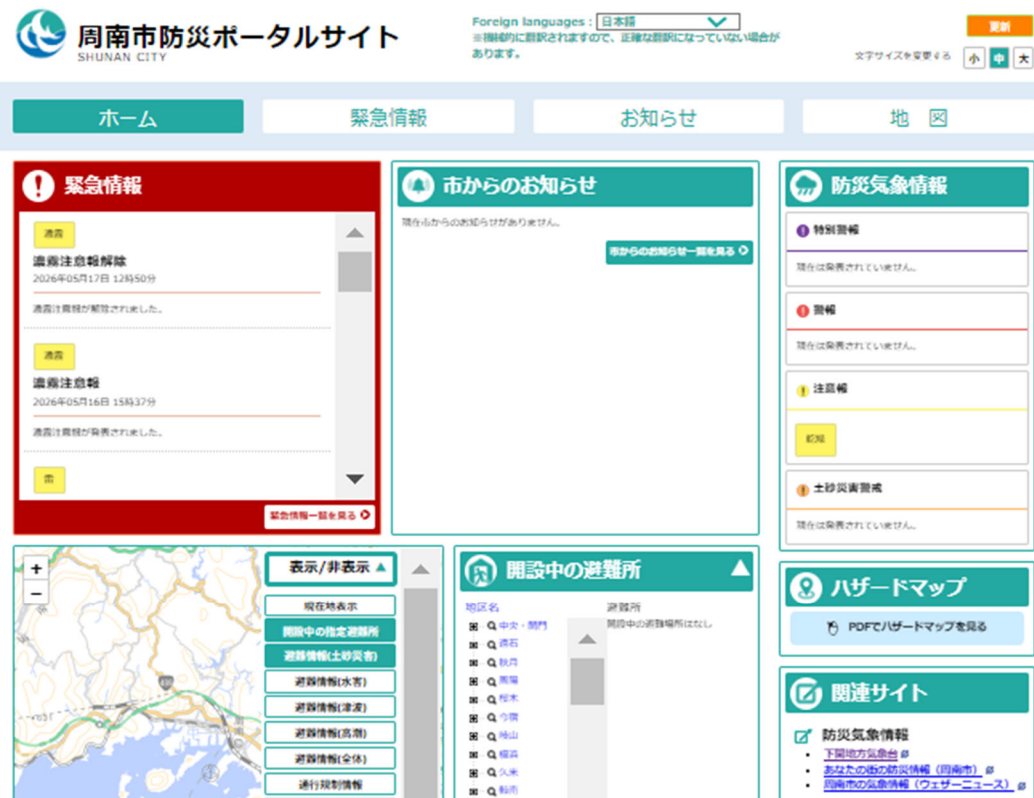 周南市防災ポータルサイト
SHUNAN CITY
Foreign languages : 日本語
※機械的に翻訳されますので、正確な翻訳になっていない場合が
あります。
更新
文字サイズを変更する 小 中 大
ホーム
緊急情報
お知らせ
地 図
緊急情報
濃霧
濃霧注意報解除
2026年05月17日 12時50分
濃霧注意報が解除されました。
濃霧
濃霧注意報
2026年05月16日 15時37分
濃霧注意報が発表されました。
雷
緊急情報一覧を見る
市からのお知らせ
現在市からのお知らせがありません。
市からのお知らせ一覧を見る
防災気象情報
特別警報
現在は発表されていません。
警報
現在は発表されていません。
注意報
乾燥
土砂災害警戒
現在は発表されていません。
+
-
表示/非表示 ▲
現在地表示
開設中の指定避難所
避難情報(土砂災害)
避難情報(水害)
避難情報(津波)
避難情報(高潮)
避難情報(全体)
通行規制情報
開設中の避難所
地区名
中央・関門
遠石
秋月
周陽
桜木
今宿
岐山
櫛浜
久米
鼓南
避難所
開設中の避難場所はなし
ハザードマップ
PDFでハザードマップを見る
関連サイト
防災気象情報
下関地方気象台
あなたの街の防災情報（周南市）
周南市の気象情報（ウェザーニュース）